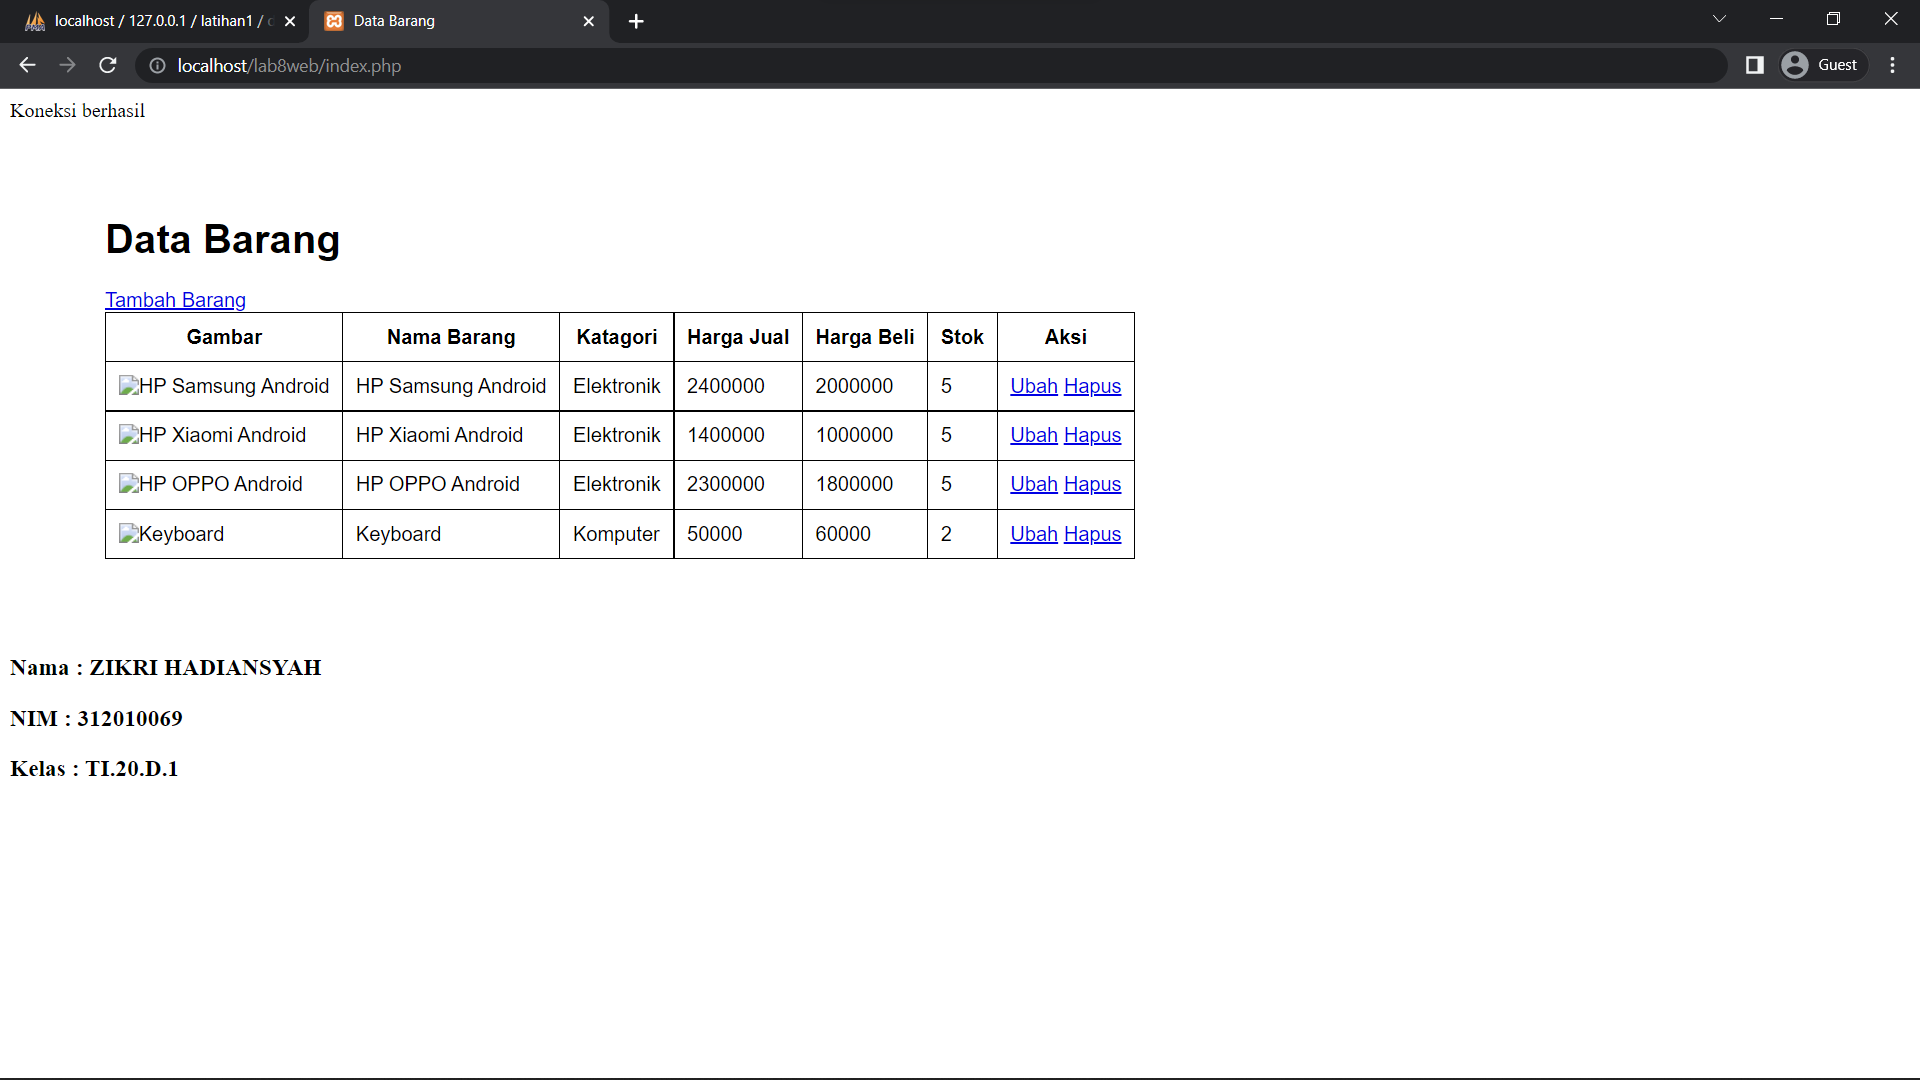 localhost / 127.0.0.1 / latihan1 /
Data Barang
localhost/lab8web/index.php
Guest
Koneksi berhasil
Data Barang
Tambah Barang
Gambar Nama Barang Katagori Harga Jual Harga Beli Stok Aksi
HP Samsung Android HP Samsung Android Elektronik 2400000 2000000 5 Ubah Hapus
HP Xiaomi Android HP Xiaomi Android Elektronik 1400000 1000000 5 Ubah Hapus
HP OPPO Android HP OPPO Android Elektronik 2300000 1800000 5 Ubah Hapus
Keyboard Keyboard Komputer 50000 60000 2 Ubah Hapus
Nama : ZIKRI HADIANSYAH
NIM : 312010069
Kelas : TI.20.D.1